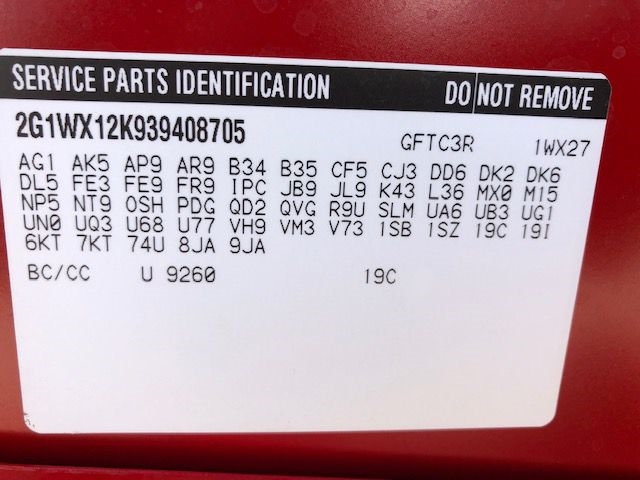 SERVICE PARTS IDENTIFICATION DO NOT REMOVE
2G1WX12K939408705 GFTC3R 1WX27
AG1 AK5 AP9 AR9 B34 B35 CF5 CJ3 DD6 DK2 DK6
DL5 FE3 FE9 FR9 IPC JB9 JL9 K43 L36 MX0 M15
NP5 NT9 OSH PDG QD2 QVG R9U SLM UA6 UB3 UG1
UN0 UQ3 U68 U77 VH9 VM3 V73 1SB 1SZ 19C 19I
6KT 7KT 74U 8JA 9JA
BC/CC U 9260 19C